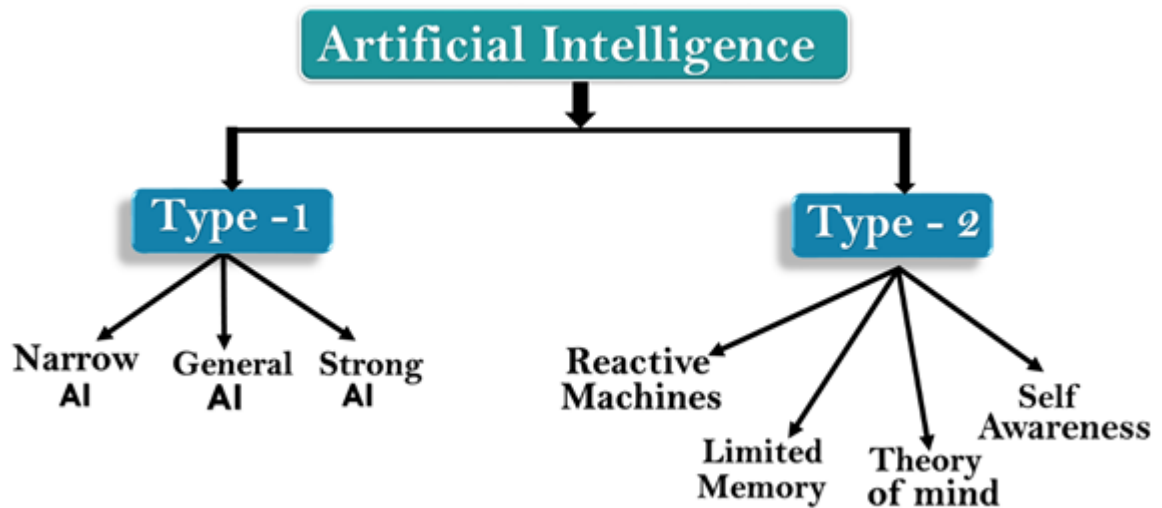 Artificial Intelligence
Type -1
Type - 2
Narrow
AI
General
AI
Strong
AI
Reactive
Machines
Limited
Memory
Theory
of mind
Self
Awareness